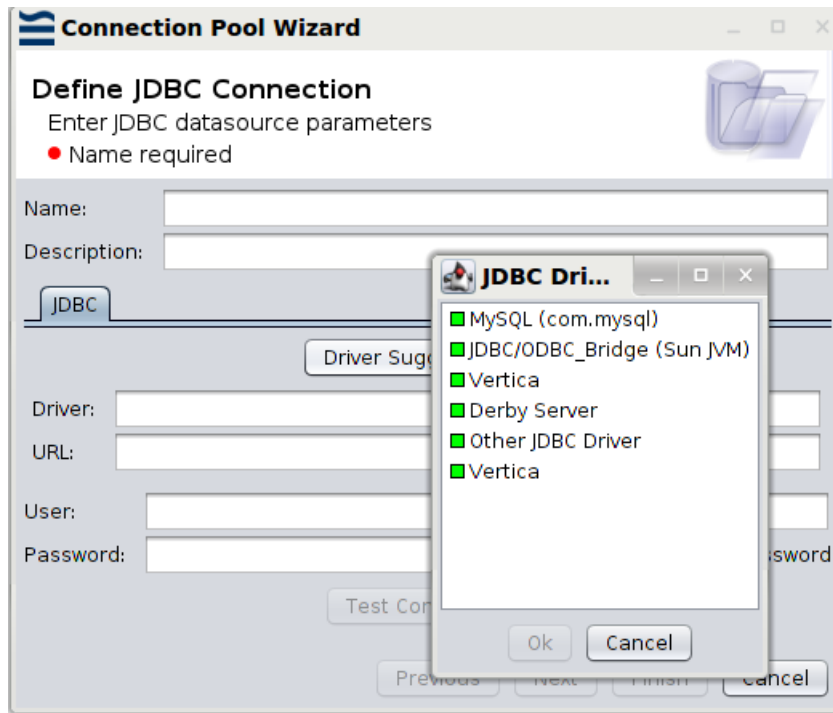 Connection Pool Wizard
Define JDBC Connection
Enter JDBC datasource parameters
Name required
Name:
Description:
JDBC
Driver Sugg
Driver:
URL:
User:
Password:
ssword
Test Con
Previous Next Finish Cancel
JDBC Dri...
MySQL (com.mysql)
JDBC/ODBC_Bridge (Sun JVM)
Vertica
Derby Server
Other JDBC Driver
Vertica
Ok Cancel